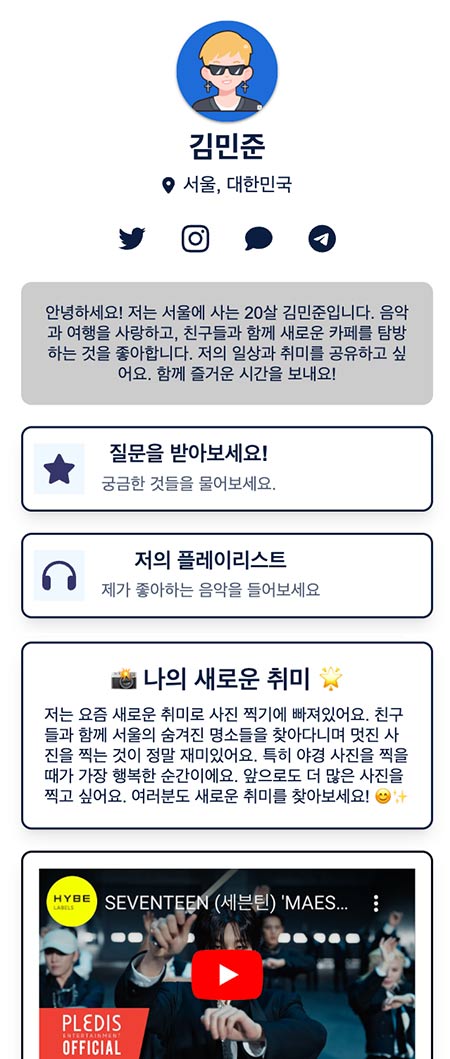 김민준
서울, 대한민국
안녕하세요! 저는 서울에 사는 20살 김민준입니다. 음악
과 여행을 사랑하고, 친구들과 함께 새로운 카페를 탐방
하는 것을 좋아합니다. 저의 일상과 취미를 공유하고 싶
어요. 함께 즐거운 시간을 보내요!
질문을 받아보세요!
궁금한 것들을 물어보세요.
저의 플레이리스트
제가 좋아하는 음악을 들어보세요
📸 나의 새로운 취미 🌟
저는 요즘 새로운 취미로 사진 찍기에 빠져있어요. 친구
들과 함께 서울의 숨겨진 명소들을 찾아다니며 멋진 사
진을 찍는 것이 정말 재미있어요. 특히 야경 사진을 찍을
때가 가장 행복한 순간이에요. 앞으로도 더 많은 사진을
찍고 싶어요. 여러분도 새로운 취미를 찾아보세요! 😊✨
HYBE
LABELS
SEVENTEEN (세븐틴) 'MAES...
PLEDIS
ENTERTAINMENT
OFFICIAL